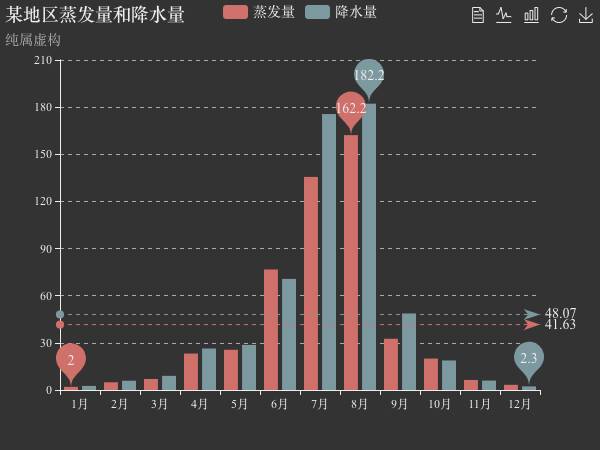 某地区蒸发量和降水量
纯属虚构
蒸发量
降水量
210
180
150
120
90
60
30
0
182.2
162.2
2
2.3
48.07
41.63
1月
2月
3月
4月
5月
6月
7月
8月
9月
10月
11月
12月